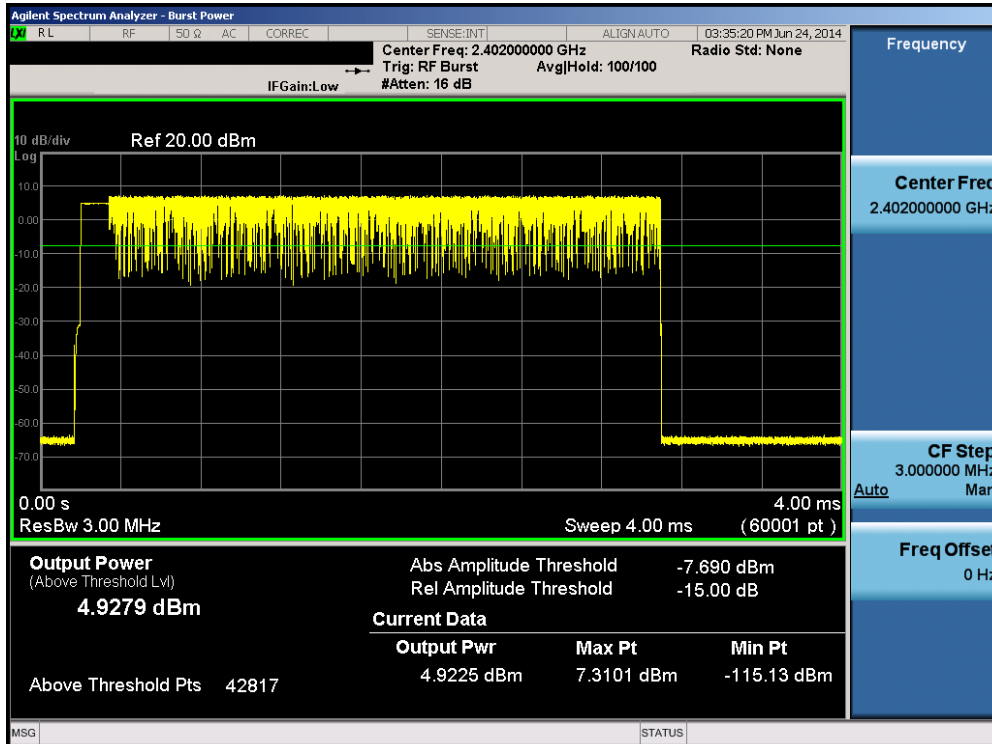 Agilent Spectrum Analyzer - Burst Power
LXI RL RF 50 Ω AC CORREC SENSE:INT ALIGN AUTO 03:35:20 PM Jun 24, 2014
Center Freq: 2.402000000 GHz Radio Std: None
Trig: RF Burst Avg|Hold: 100/100
IFGain:Low #Atten: 16 dB
10 dB/div Ref 20.00 dBm
Log
10.0
0.00
-10.0
-20.0
-30.0
-40.0
-50.0
-60.0
-70.0
0.00 s 4.00 ms
ResBw 3.00 MHz Sweep 4.00 ms (60001 pt)
Output Power
(Above Threshold Lvl)
4.9279 dBm
Above Threshold Pts 42817
Abs Amplitude Threshold -7.690 dBm
Rel Amplitude Threshold -15.00 dB
Current Data
Output Pwr Max Pt Min Pt
4.9225 dBm 7.3101 dBm -115.13 dBm
Frequency
Center Freq
2.402000000 GHz
CF Step
3.000000 MHz
Auto Man
Freq Offset
0 Hz
MSG STATUS